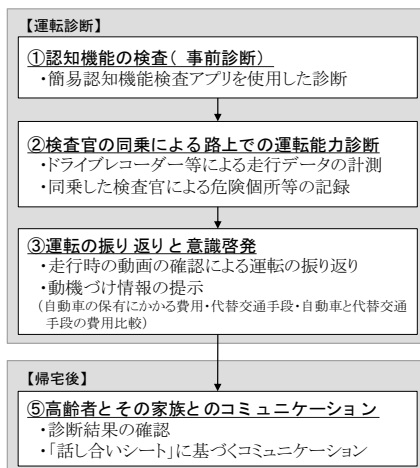 【運転診断】
①認知機能の検査( 事前診断）
・簡易認知機能検査アプリを使用した診断
②検査官の同乗による路上での運転能力診断
・ドライブレコーダー等による走行データの計測
・同乗した検査官による危険個所等の記録
③運転の振り返りと意識啓発
・走行時の動画の確認による運転の振り返り
・動機づけ情報の提示
（自動車の保有にかかる費用・代替交通手段・自動車と代替交通
手段の費用比較）
【帰宅後】
⑤高齢者とその家族とのコミュニケーション
・診断結果の確認
・「話し合いシート」に基づくコミュニケーション